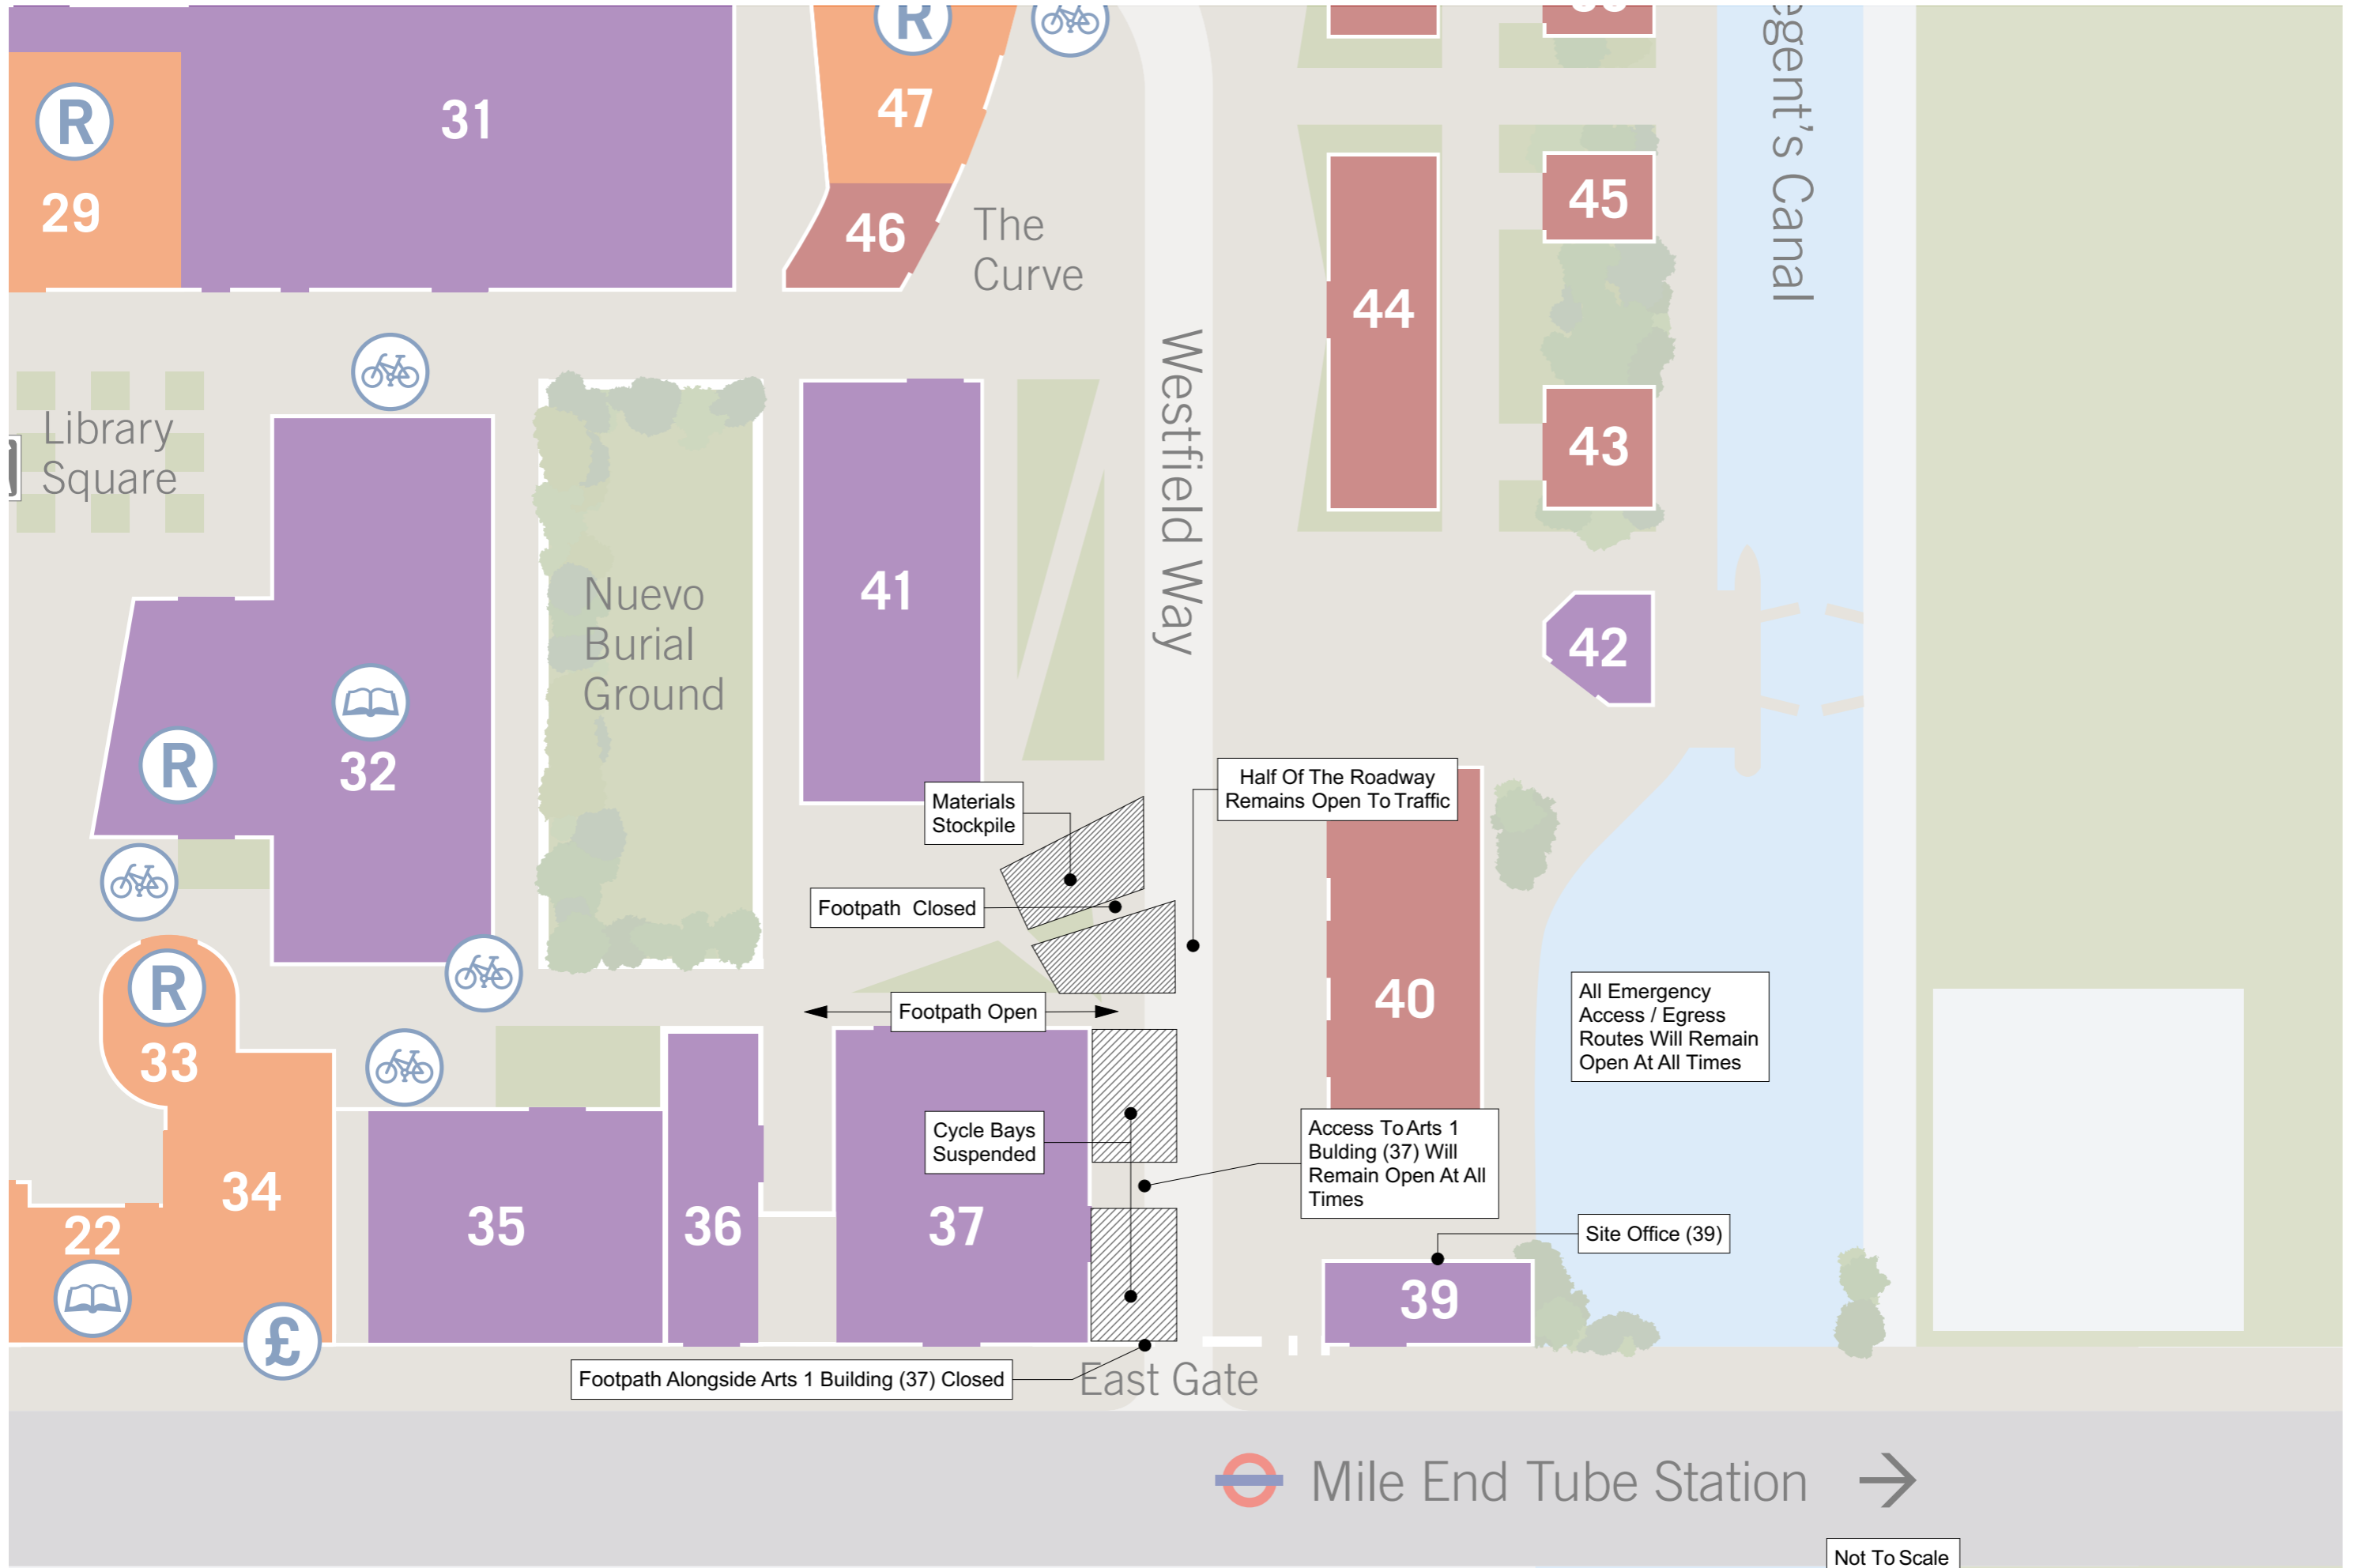 R
47
31
R
29
46
The
Curve
egent's Canal
45
44
Westfield Way
Library
Square
43
41
Nuevo
Burial
Ground
42
R
32
Half Of The Roadway
Remains Open To Traffic
Materials
Stockpile
Footpath Closed
R
33
40
All Emergency
Access / Egress
Routes Will Remain
Open At All Times
Footpath Open
Cycle Bays
Suspended
Access To Arts 1
Bulding (37) Will
Remain Open At All
Times
34
22
35
36
37
Site Office (39)
39
£
Footpath Alongside Arts 1 Building (37) Closed
East Gate
Mile End Tube Station
Not To Scale